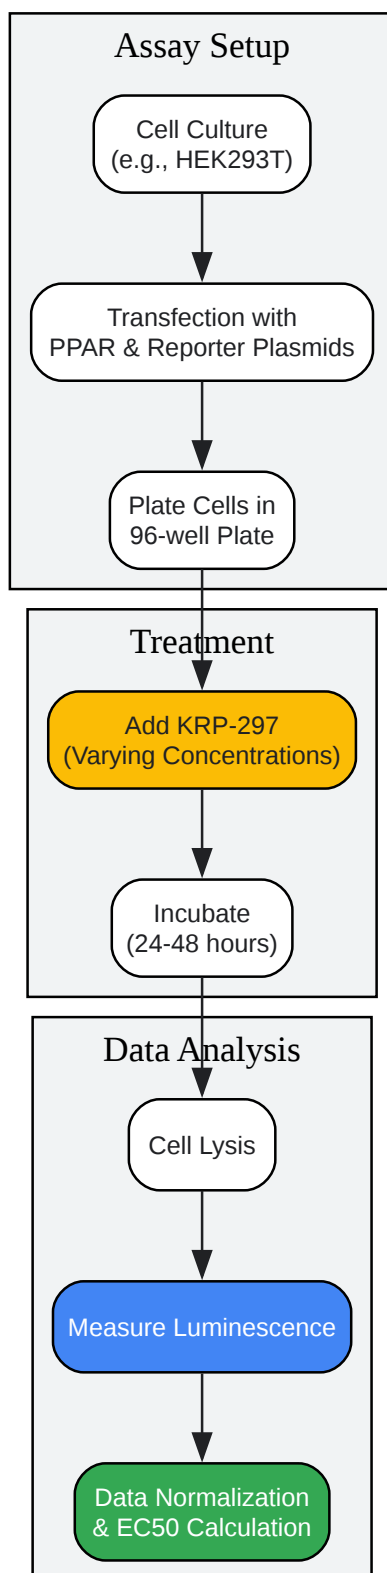 Assay Setup
Cell Culture
(e.g., HEK293T)
Transfection with
PPAR & Reporter Plasmids
Plate Cells in
96-well Plate
Treatment
Add KRP-297
(Varying Concentrations)
Incubate
(24-48 hours)
Data Analysis
Cell Lysis
Measure Luminescence
Data Normalization
& EC50 Calculation